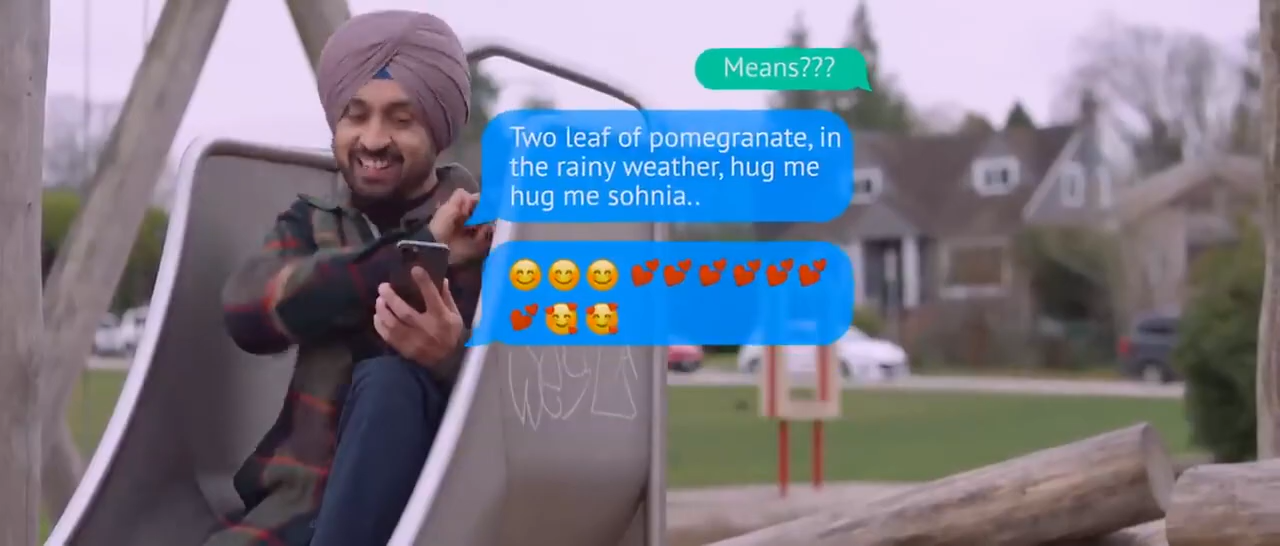 Means???
Two leaf of pomegranate, in
the rainy weather, hug me
hug me sohnia..
😊😊😊 💕💕💕💕💕💕
💕🥰🥰